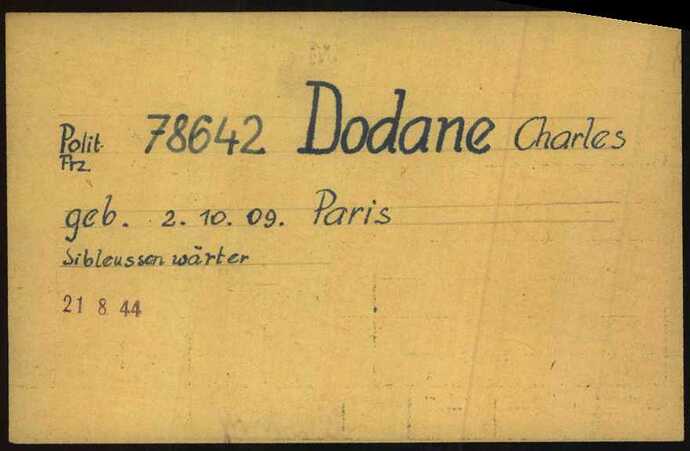 Polit. 78642 Dodane Charles
Frz.
geb. 2. 10. 09. Paris
Sibleussenwärter
21 8 44